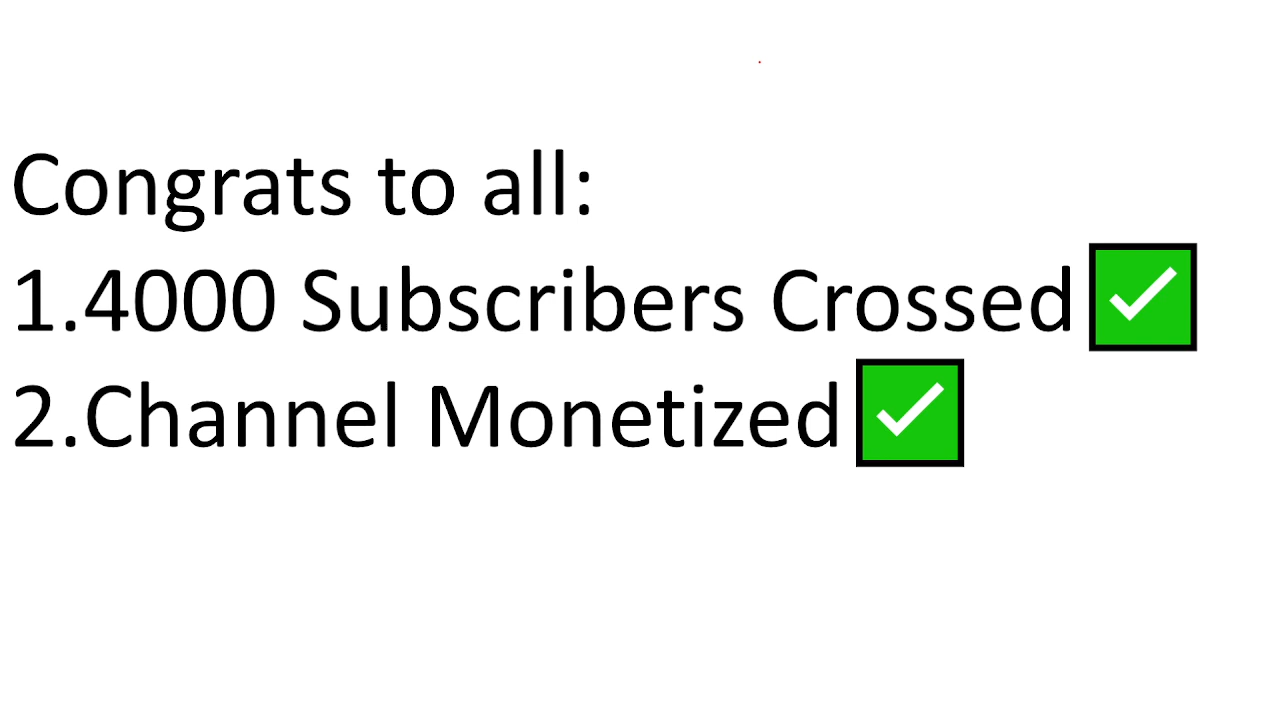 Congrats to all:
1.4000 Subscribers Crossed ✅
2.Channel Monetized ✅